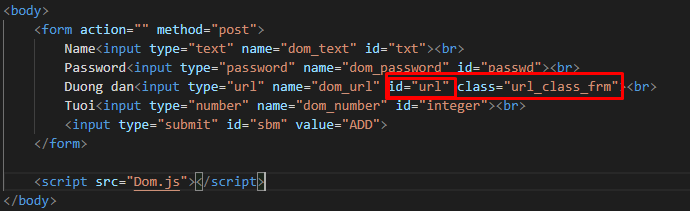 <body>
<form action="" method="post">
Name<input type="text" name="dom_text" id="txt"><br>
Password<input type="password" name="dom_password" id="passwd"><br>
Duong dan<input type="url" name="dom_url" id="url" class="url_class_frm"><br>
Tuoi<input type="number" name="dom_number" id="integer"><br>
<input type="submit" id="sbm" value="ADD">
</form>
<script src="Dom.js"></script>
</body>